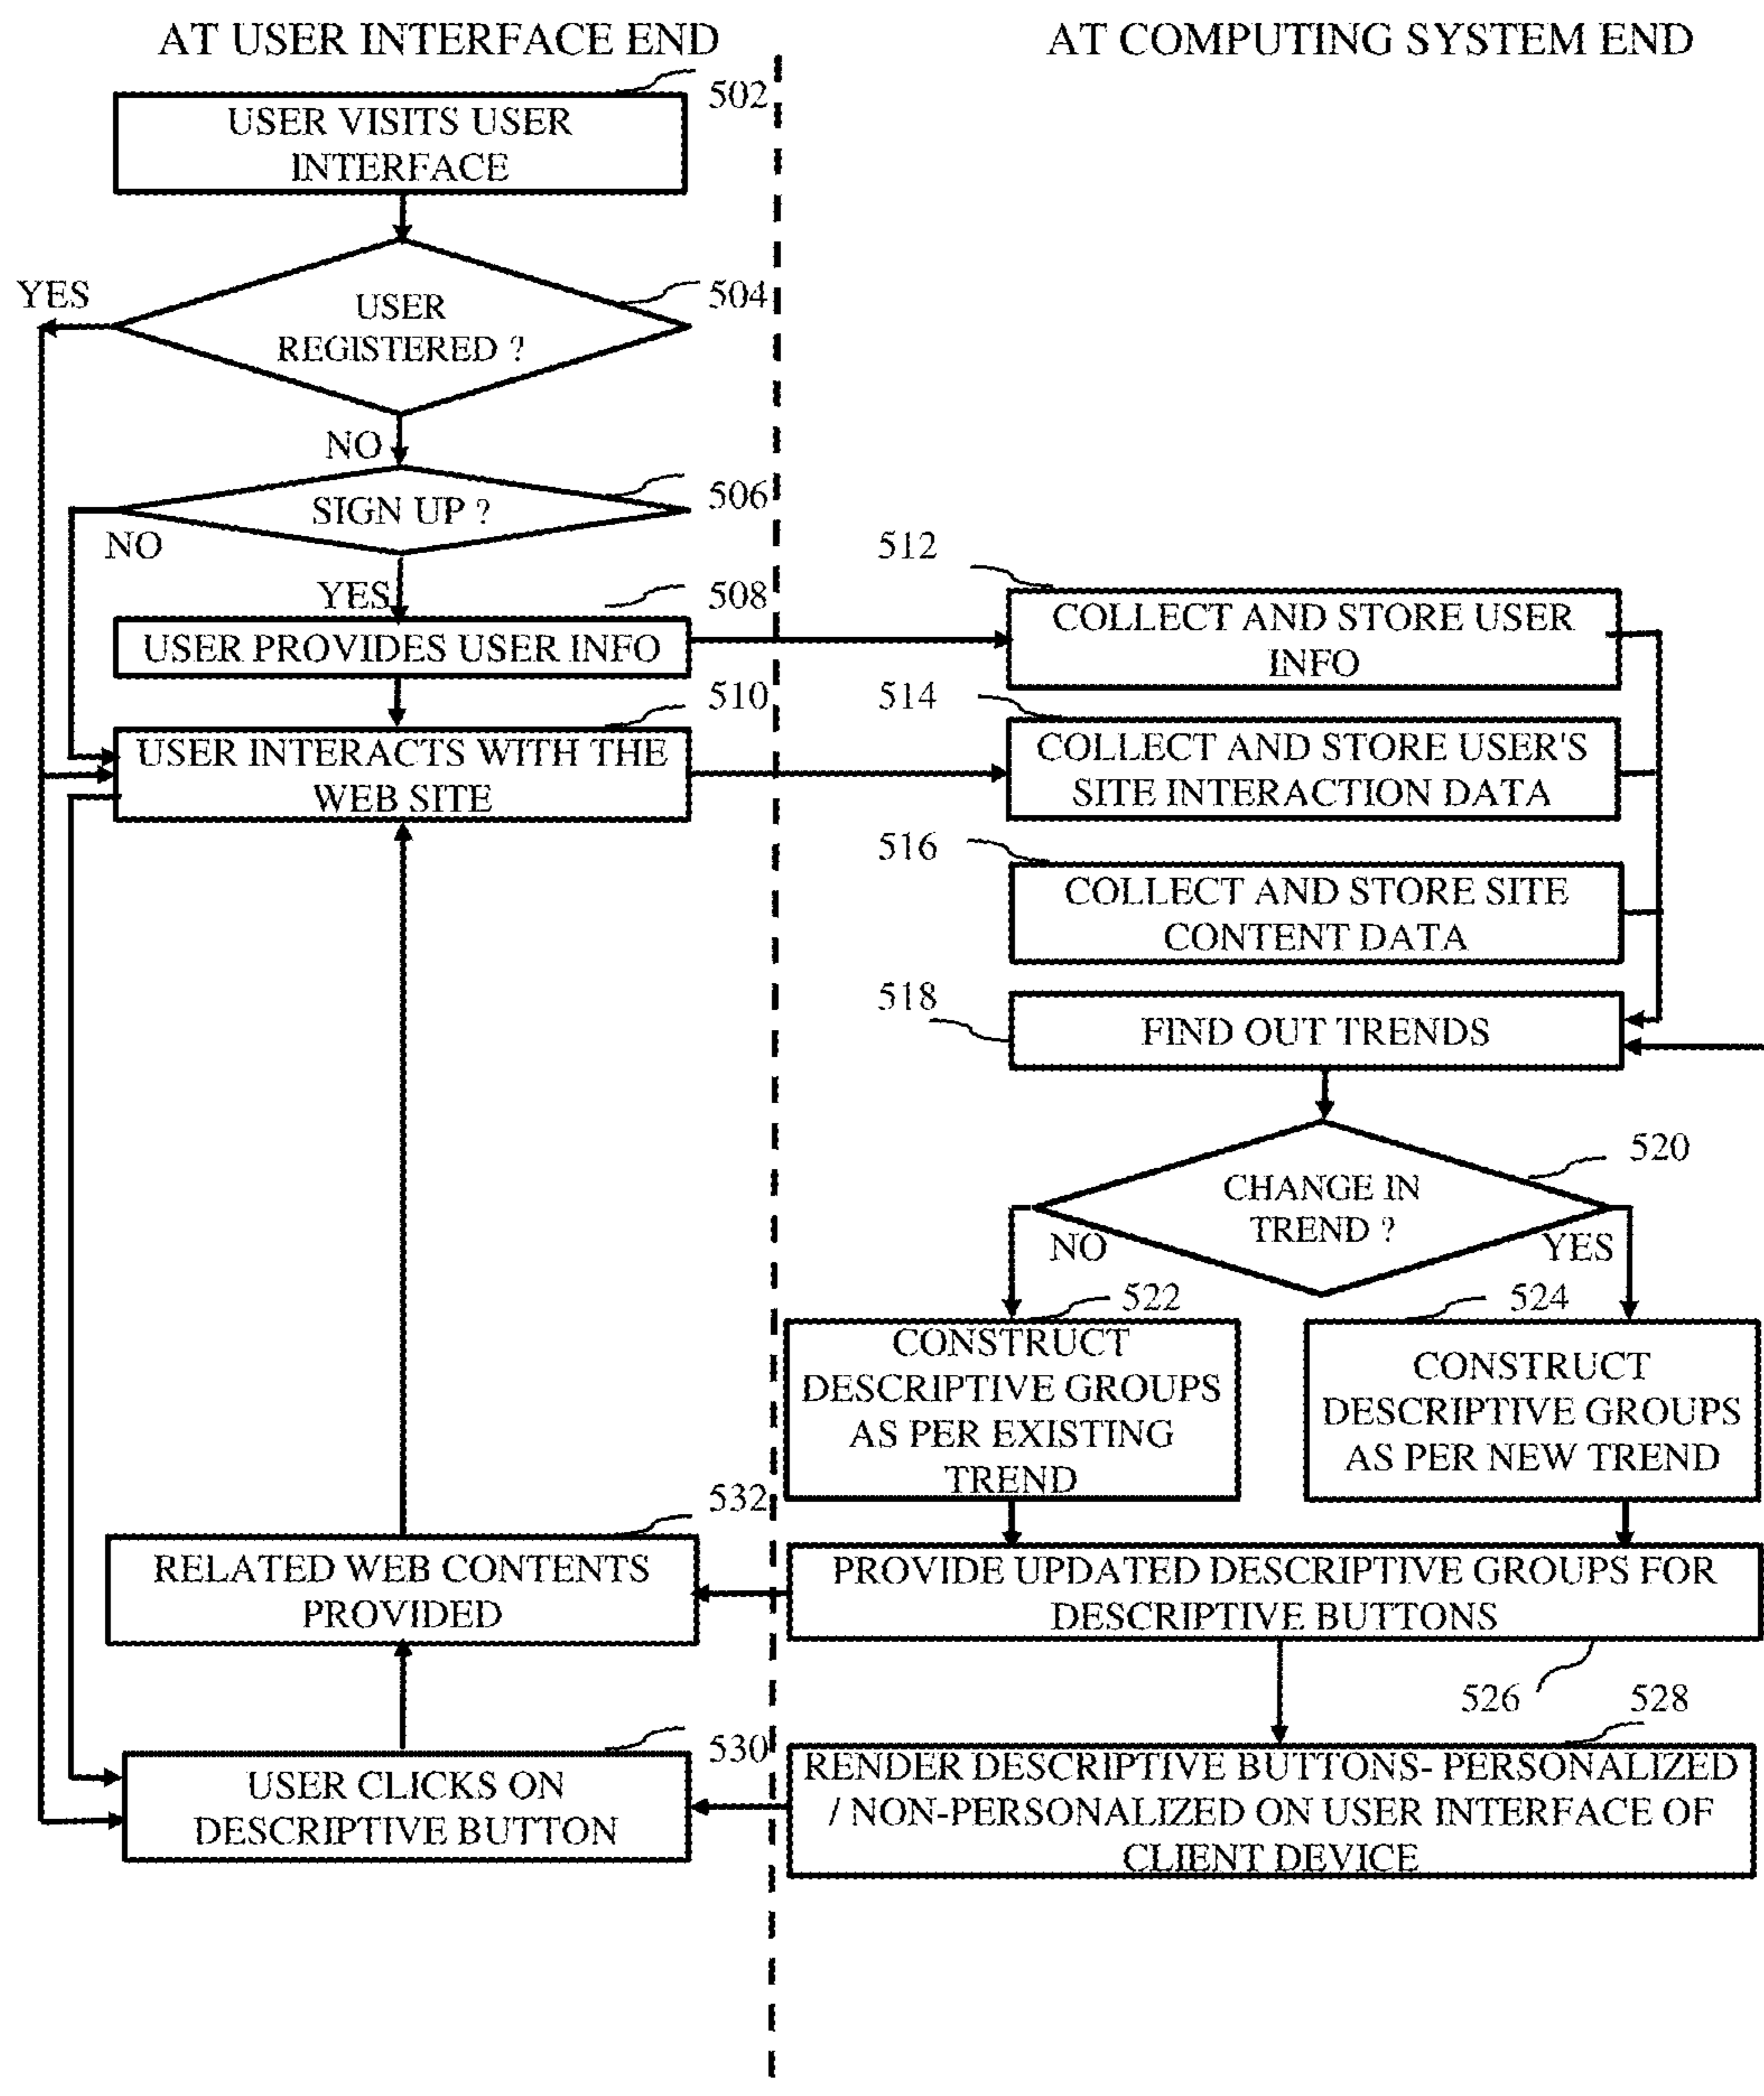 AT USER INTERFACE END
AT COMPUTING SYSTEM END
502
USER VISITS USER
INTERFACE
YES
504
USER
REGISTERED ?
NO
506
SIGN UP ?
NO
YES
508
USER PROVIDES USER INFO
510
USER INTERACTS WITH THE
WEB SITE
512
COLLECT AND STORE USER
INFO
514
COLLECT AND STORE USER'S
SITE INTERACTION DATA
516
COLLECT AND STORE SITE
CONTENT DATA
518
FIND OUT TRENDS
520
CHANGE IN
TREND ?
NO
YES
522
CONSTRUCT
DESCRIPTIVE GROUPS
AS PER EXISTING
TREND
524
CONSTRUCT
DESCRIPTIVE GROUPS
AS PER NEW TREND
532
RELATED WEB CONTENTS
PROVIDED
PROVIDE UPDATED DESCRIPTIVE GROUPS FOR
DESCRIPTIVE BUTTONS
526
528
530
USER CLICKS ON
DESCRIPTIVE BUTTON
RENDER DESCRIPTIVE BUTTONS- PERSONALIZED
/ NON-PERSONALIZED ON USER INTERFACE OF
CLIENT DEVICE